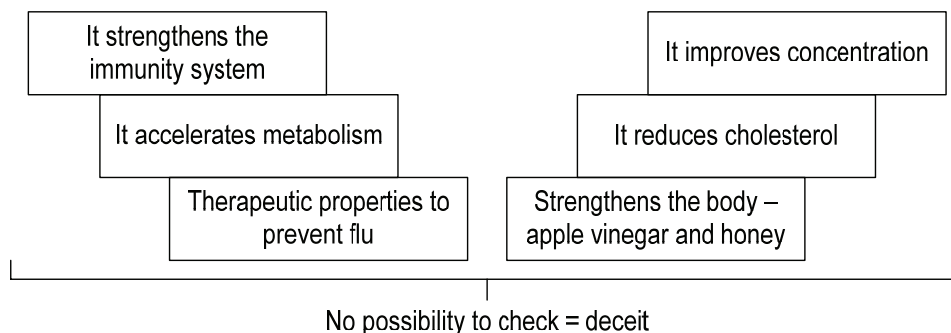 It strengthens the
immunity system
It improves concentration
It accelerates metabolism
It reduces cholesterol
Therapeutic properties to
prevent flu
Strengthens the body –
apple vinegar and honey
No possibility to check = deceit